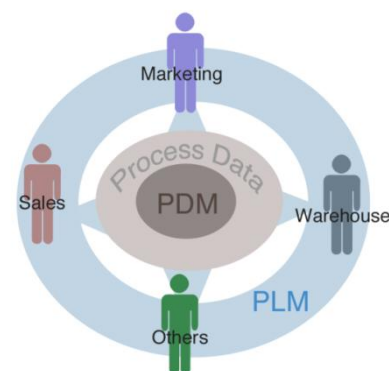 Marketing
Process Data
PDM
Sales
Warehouse
PLM
Others